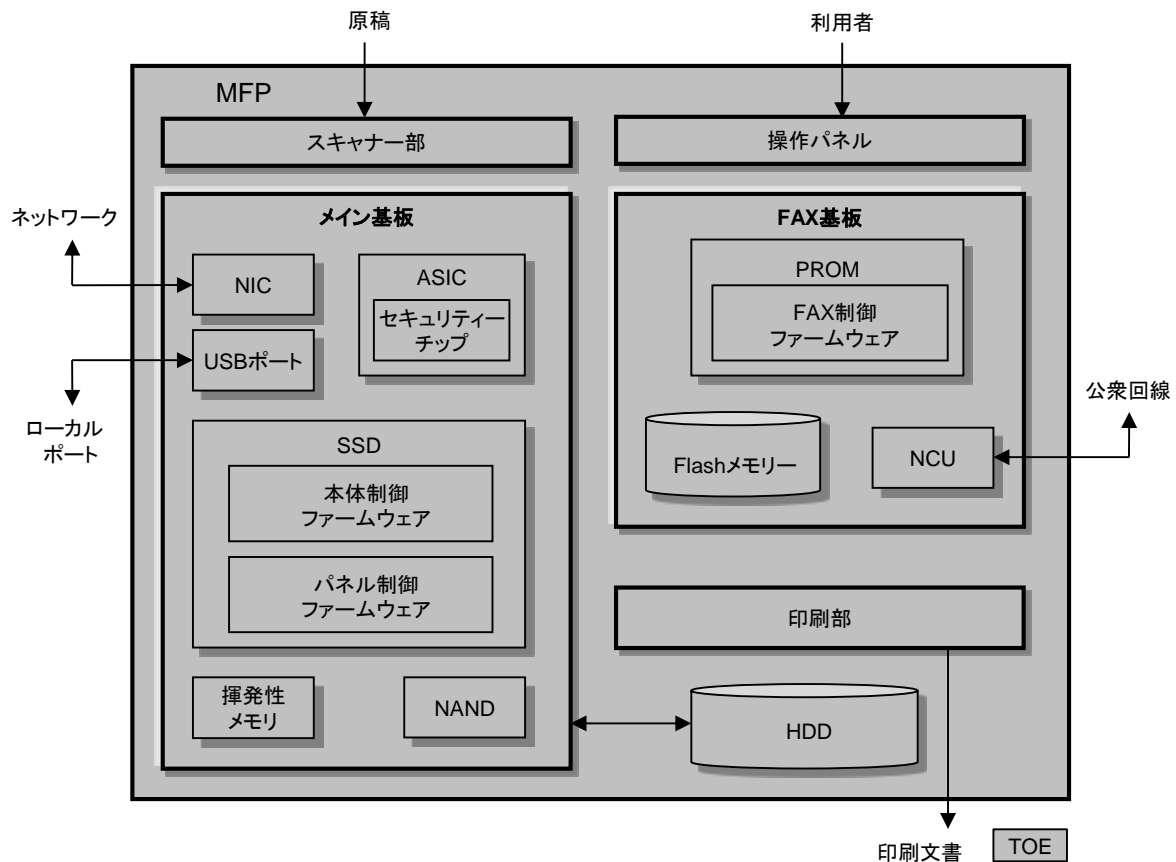 原稿
利用者
MFP
スキャナー部
操作パネル
ネットワーク
メイン基板
NIC
ASIC
セキュリティー
チップ
USBポート
ローカル
ポート
SSD
本体制御
ファームウェア
パネル制御
ファームウェア
揮発性
メモリ
NAND
FAX基板
PROM
FAX制御
ファームウェア
Flashメモリー
NCU
公衆回線
印刷部
HDD
印刷文書
TOE